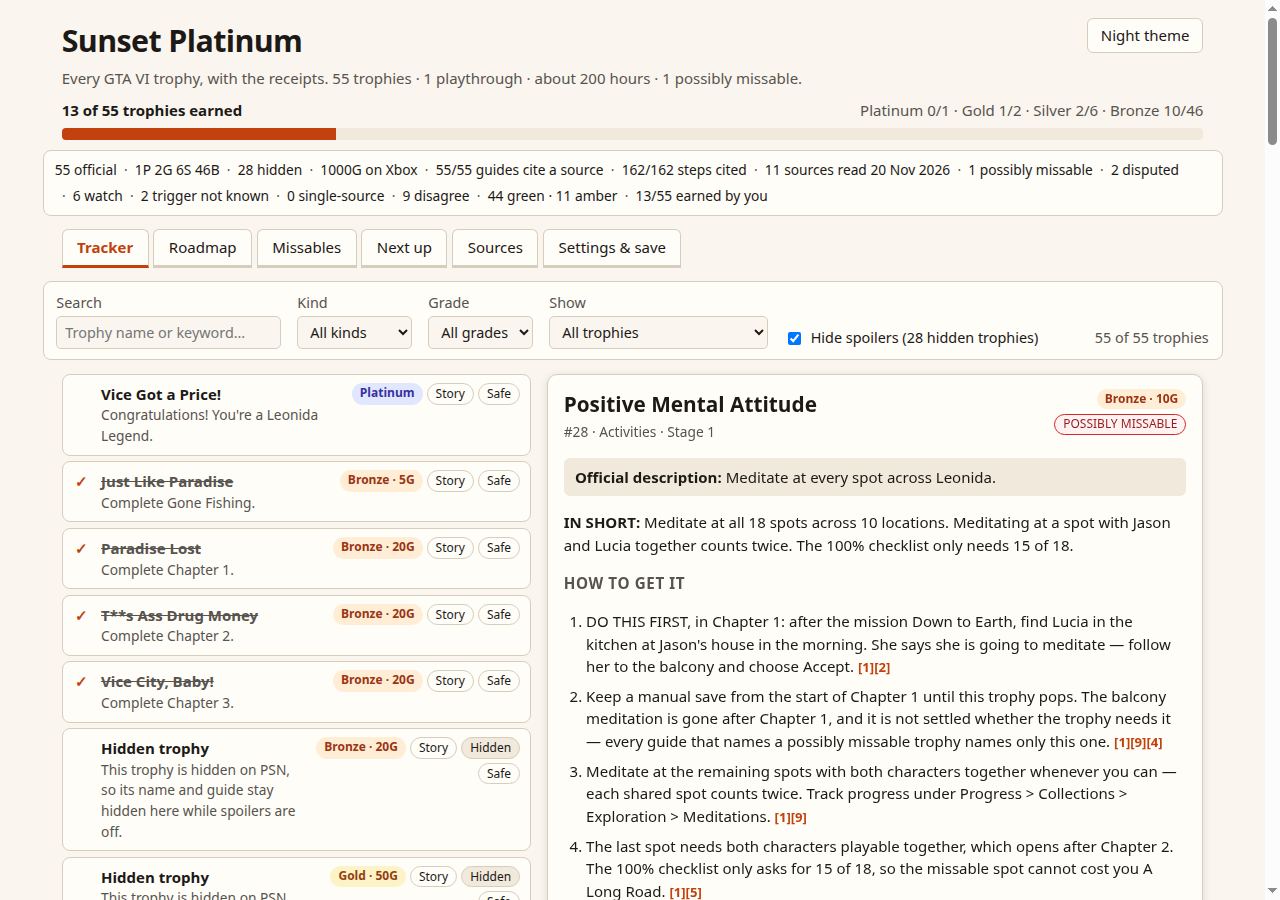 Sunset Platinum
Night theme
Every GTA VI trophy, with the receipts. 55 trophies · 1 playthrough · about 200 hours · 1 possibly missable.
13 of 55 trophies earned
Platinum 0/1 · Gold 1/2 · Silver 2/6 · Bronze 10/46
55 official · 1P 2G 6S 46B · 28 hidden · 1000G on Xbox · 55/55 guides cite a source · 162/162 steps cited · 11 sources read 20 Nov 2026 · 1 possibly missable · 2 disputed
· 6 watch · 2 trigger not known · 0 single-source · 9 disagree · 44 green · 11 amber · 13/55 earned by you
Tracker
Roadmap
Missables
Next up
Sources
Settings & save
Search
Kind
Grade
Show
Trophy name or keyword...
All kinds
All grades
All trophies
Hide spoilers (28 hidden trophies)
55 of 55 trophies
Vice Got a Price!
Platinum
Story
Safe
Congratulations! You're a Leonida
Legend.
✓ Just Like Paradise
Bronze · 5G
Story
Safe
Complete Gone Fishing.
✓ Paradise Lost
Bronze · 20G
Story
Safe
Complete Chapter 1.
✓ T**s Ass Drug Money
Bronze · 20G
Story
Safe
Complete Chapter 2.
✓ Vice City, Baby!
Bronze · 20G
Story
Safe
Complete Chapter 3.
Hidden trophy
Bronze · 20G
Story
Hidden
Safe
This trophy is hidden on PSN,
so its name and guide stay
hidden here while spoilers are
off.
Hidden trophy
Gold · 50G
Story
Hidden
This trophy is hidden on PSN,
Safe
Positive Mental Attitude
Bronze · 10G
POSSIBLY MISSABLE
#28 · Activities · Stage 1
Official description: Meditate at every spot across Leonida.
IN SHORT: Meditate at all 18 spots across 10 locations. Meditating at a spot with Jason
and Lucia together counts twice. The 100% checklist only needs 15 of 18.
HOW TO GET IT
1. DO THIS FIRST, in Chapter 1: after the mission Down to Earth, find Lucia in the
kitchen at Jason's house in the morning. She says she is going to meditate — follow
her to the balcony and choose Accept. [1][2]
2. Keep a manual save from the start of Chapter 1 until this trophy pops. The balcony
meditation is gone after Chapter 1, and it is not settled whether the trophy needs it
— every guide that names a possibly missable trophy names only this one. [1][9][4]
3. Meditate at the remaining spots with both characters together whenever you can —
each shared spot counts twice. Track progress under Progress > Collections >
Exploration > Meditations. [1][9]
4. The last spot needs both characters playable together, which opens after Chapter 2.
The 100% checklist only asks for 15 of 18, so the missable spot cannot cost you A
Long Road. [1][5]